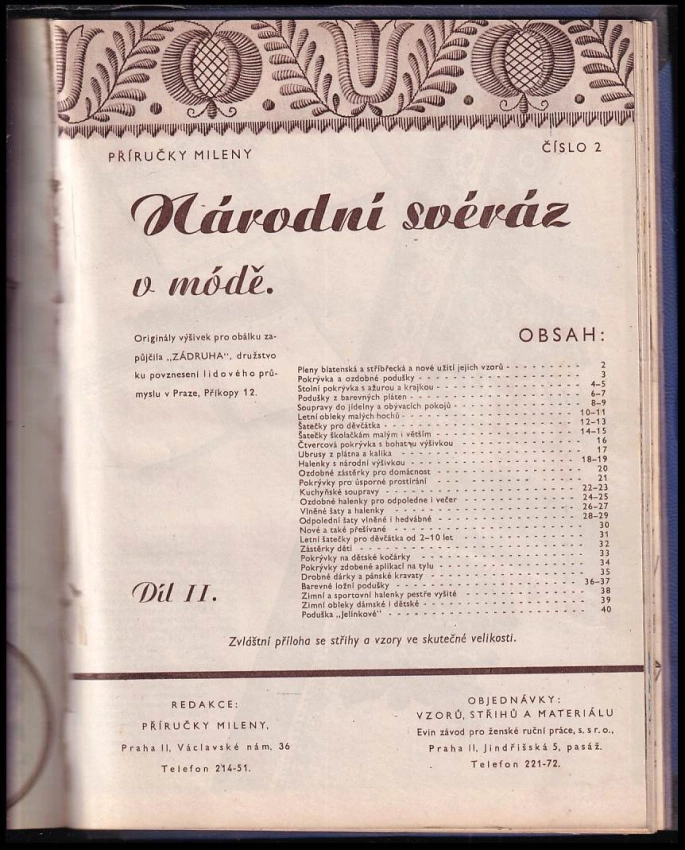 PŘÍRUČKY MILENY
ČÍSLO 2
Národní svéráz
v módě.
Originály výšivek pro obálku za-
půjčila „ZÁDRUHA“, družstvo
ku povznesení lidového prů-
myslu v Praze, Příkopy 12.
OBSAH:
Pleny blatenská a stříbřecká a nové užití jejich vzorů - - - - - - - - - 2
Pokrývka a ozdobné podušky - - - - - - - - - 3
Stolní pokrývka s ažurou a krajkou - - - - - - - - - 4–5
Podušky z barevných pláten - - - - - - - - - 6–7
Soupravy do jídelny a obývacích pokojů - - - - - - - - - 8–9
Letní obleky malých hochů - - - - - - - - - 10–11
Šatečky pro děvčátka - - - - - - - - - 12–13
Šatečky školačkám malým i větším - - - - - - - - - 14–15
Čtvercová pokrývka s bohatou výšivkou - - - - - - - - - 16
Ubrusy z plátna a kalika - - - - - - - - - 17
Halenky s národní výšivkou - - - - - - - - - 18–19
Ozdobné zástěrky pro domácnost - - - - - - - - - 20
Pokrývky pro úsporné prostírání - - - - - - - - - 21
Kuchyňské soupravy - - - - - - - - - 22–23
Ozdobné halenky pro odpoledne i večer - - - - - - - - - 24–25
Vlněné šaty a halenky - - - - - - - - - 26–27
Odpolední šaty vlněné i hedvábné - - - - - - - - - 28–29
Nové a také přešívané - - - - - - - - - 30
Letní šatečky pro děvčátka od 2–10 let - - - - - - - - - 31
Zástěrky dětí - - - - - - - - - 32
Pokrývky na dětské kočárky - - - - - - - - - 33
Pokrývky zdobené aplikací na tylu - - - - - - - - - 34
Drobné dárky a pánské kravaty - - - - - - - - - 35
Barevné ložní podušky - - - - - - - - - 36–37
Zimní a sportovní halenky pestře vyšité - - - - - - - - - 38
Zimní obleky dámské i dětské - - - - - - - - - 39
Poduška „Jelínkové“ - - - - - - - - - 40
Díl II.
Zvláštní příloha se střihy a vzory ve skutečné velikosti.
REDAKCE:
PŘÍRUČKY MILENY,
Praha II, Václavské nám. 36
Telefon 214-51.
OBJEDNÁVKY:
VZORŮ, STŘIHŮ A MATERIÁLU
Evin závod pro ženské ruční práce, s. s r. o.,
Praha II, Jindřišská 5, pasáž.
Telefon 221-72.